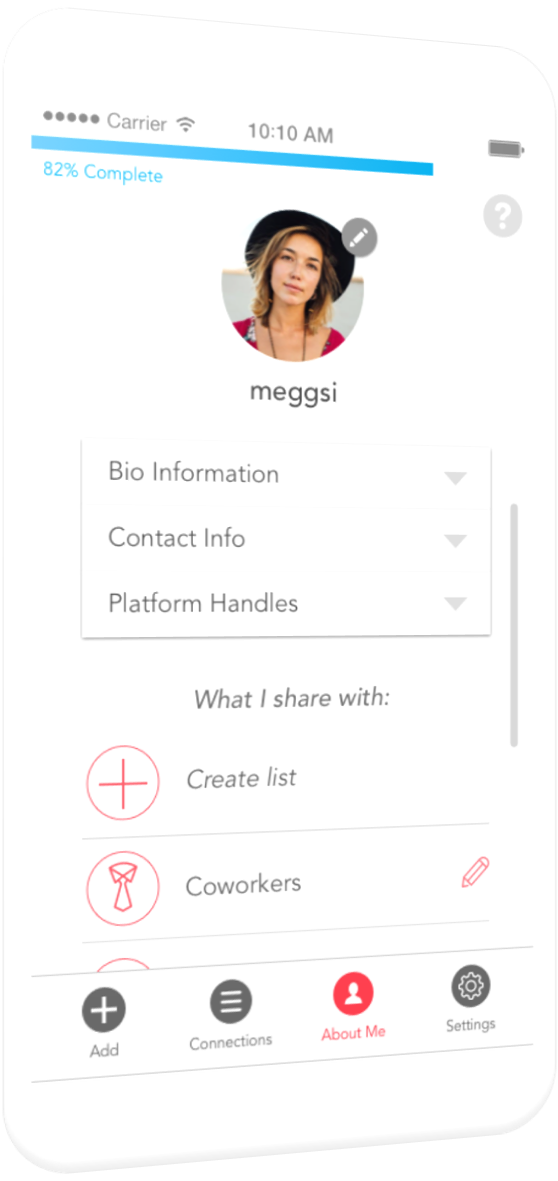 Carrier 10:10 AM
82% Complete
?
meggsi
Bio Information
Contact Info
Platform Handles
What I share with:
Create list
Coworkers
Add Connections About Me Settings